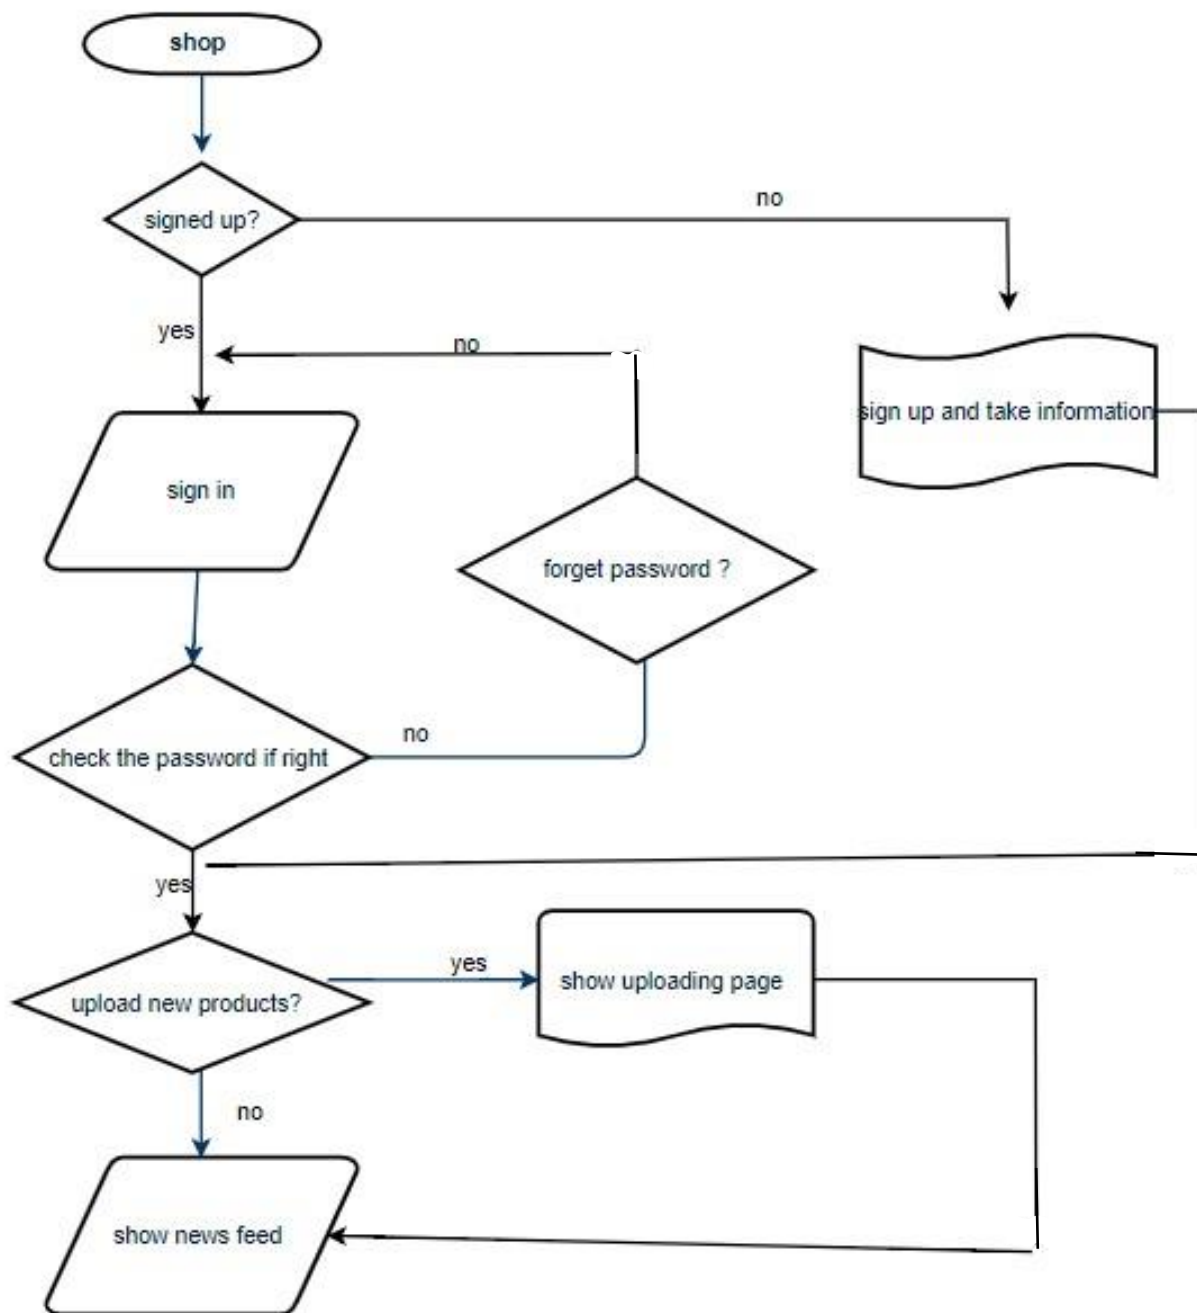 shop
signed up?
no
yes
no
sign up and take information
sign in
forget password ?
no
check the password if right
yes
yes
show uploading page
upload new products?
no
show news feed